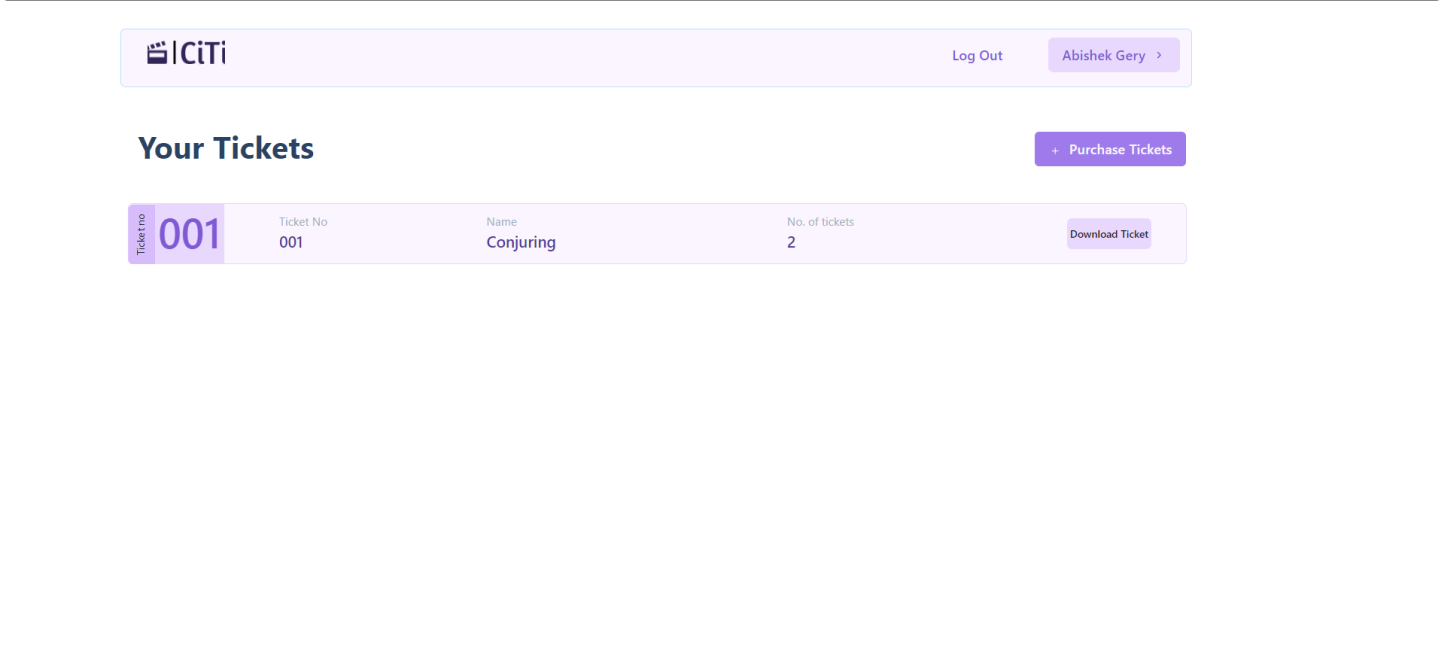 CiTi
Log Out
Abishek Gery
Your Tickets
+ Purchase Tickets
Ticket no
001
Ticket No
001
Name
Conjuring
No. of tickets
2
Download Ticket